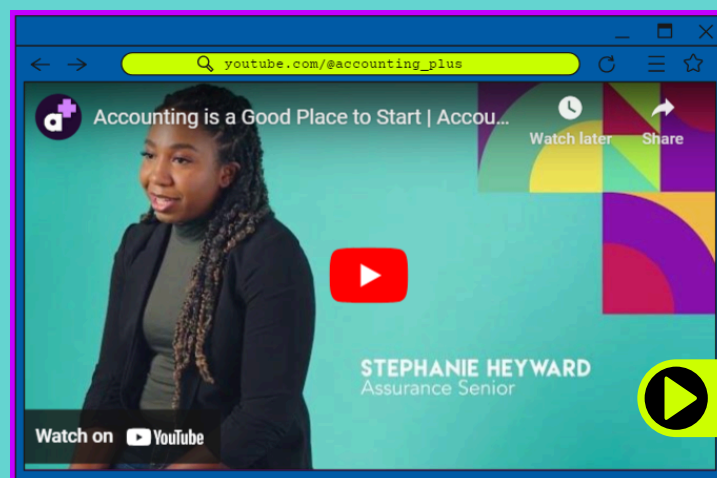 youtube.com/@accounting_plus
a+
Accounting is a Good Place to Start | Accou...
Watch later
Share
STEPHANIE HEYWARD
Assurance Senior
Watch on YouTube